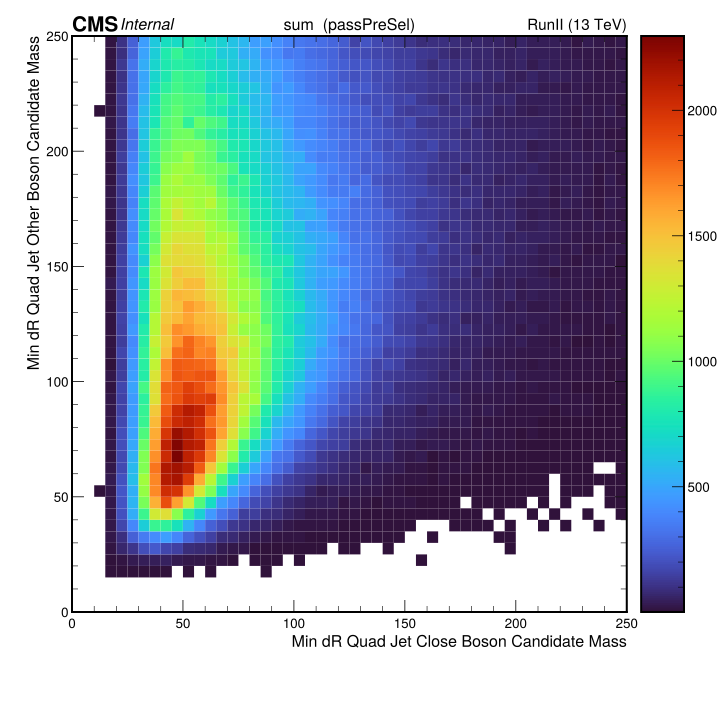 CMS Internal sum (passPreSel) RunII (13 TeV)
Min dR Quad Jet Other Boson Candidate Mass
250
200
150
100
50
0
0 50 100 150 200 250
Min dR Quad Jet Close Boson Candidate Mass
2000
1500
1000
500